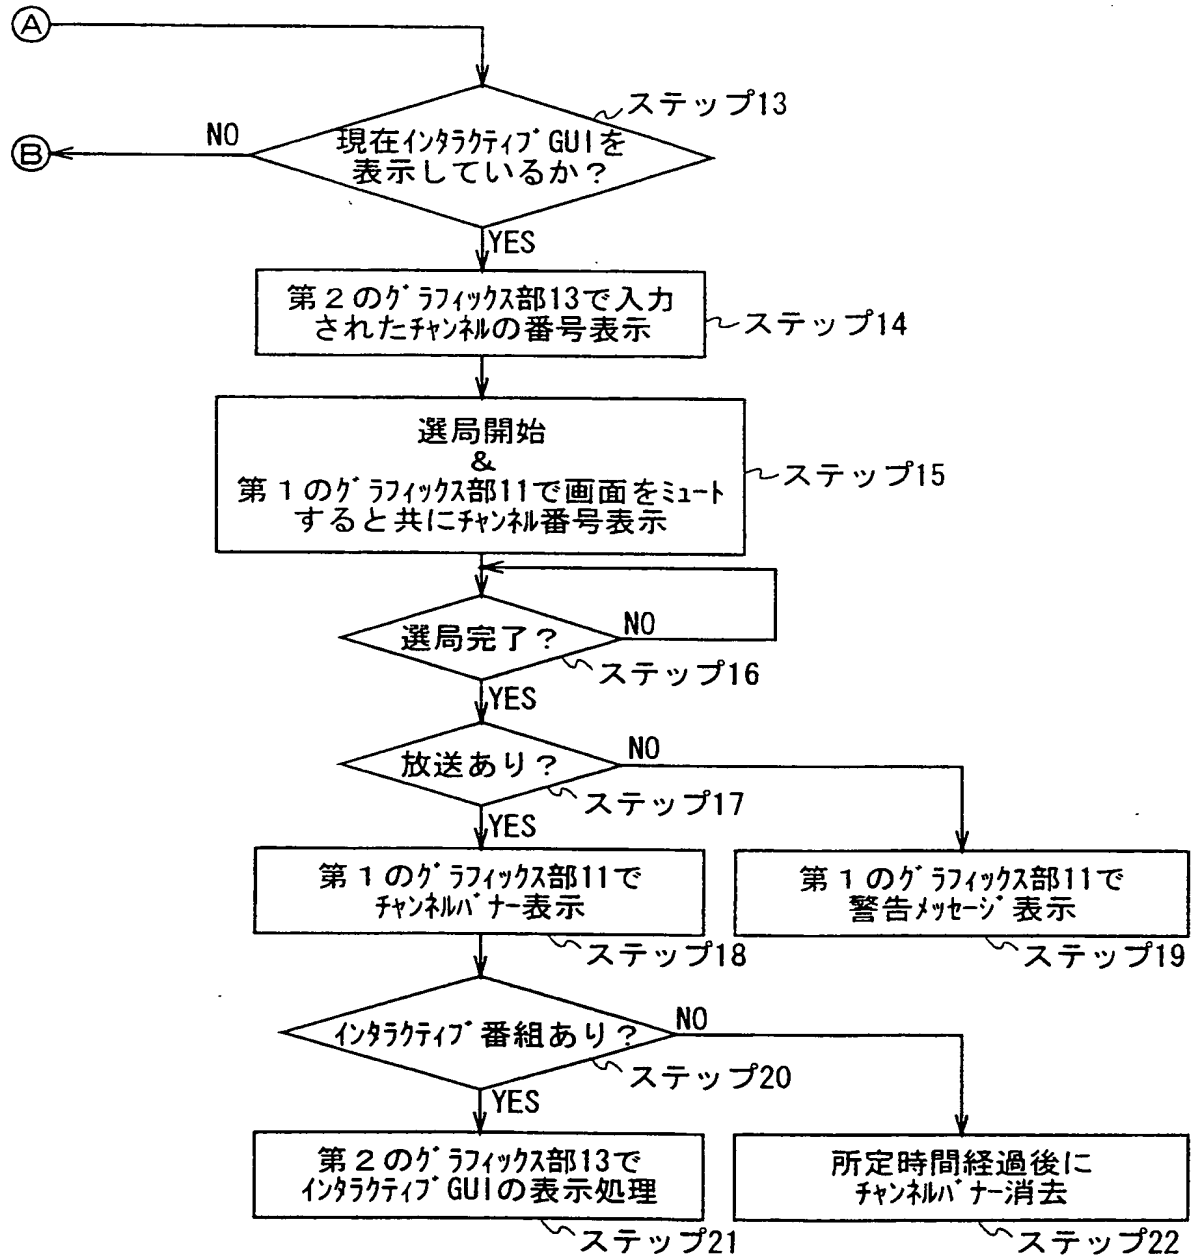 A
ステップ13
現在インタラクティブGUIを
表示しているか？
NO
B
YES
第２のグラフィックス部13で入力
されたチャンネルの番号表示
ステップ14
選局開始
&
第１のグラフィックス部11で画面をミュート
すると共にチャンネル番号表示
ステップ15
選局完了？
NO
ステップ16
YES
放送あり？
NO
ステップ17
YES
第１のグラフィックス部11で
チャンネルバナー表示
ステップ18
第１のグラフィックス部11で
警告メッセージ表示
ステップ19
インタラクティブ番組あり？
NO
ステップ20
YES
第２のグラフィックス部13で
インタラクティブGUIの表示処理
ステップ21
所定時間経過後に
チャンネルバナー消去
ステップ22